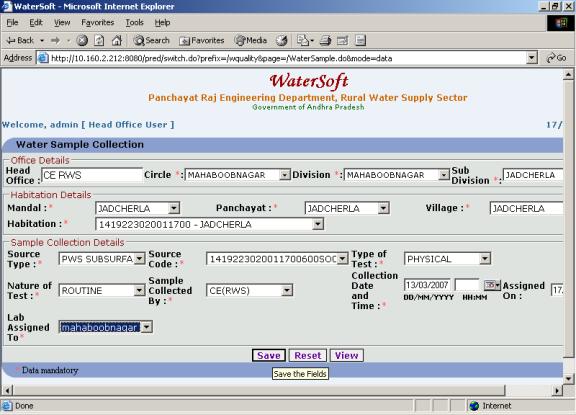 WaterSoft - Microsoft Internet Explorer
File Edit View Favorites Tools Help
Back Search Favorites Media
Address http://10.160.2.212:8080/pred/switch.do?prefix=/wquality&page=/WaterSample.do&mode=data Go
WaterSoft
Panchayat Raj Engineering Department, Rural Water Supply Sector
Government of Andhra Pradesh
Welcome, admin [ Head Office User ] 17/
Water Sample Collection
Office Details
Head Office : CE RWS Circle *: MAHABOOBNAGAR Division *: MAHABOOBNAGAR Sub Division *: JADCHERLA
Habitation Details
Mandal : * JADCHERLA Panchayat : * JADCHERLA Village : * JADCHERLA
Habitation : * 1419223020011700 - JADCHERLA
Sample Collection Details
Source Type : * PWS SUBSURFA Source Code : * 1419223020011700600SOC Type of Test : * PHYSICAL
Nature of Test : * ROUTINE Sample Collected By : * CE(RWS) Collection Date and Time : * 13/03/2007 DD/MM/YYYY HH:MM Assigned On : 17.
Lab Assigned To * mahaboobnagar
Save Reset View
* Data mandatory Save the Fields
Done Internet